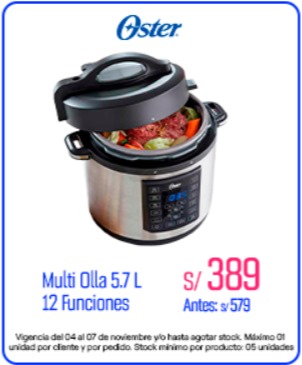 Oster
Oster
Multi Olla 5.7 L
12 Funciones
S/ 389
Antes: s/ 579
Vigencia del 04 al 07 de noviembre y/o hasta agotar stock. Máximo 01
unidad por cliente y por pedido. Stock mínimo por producto: 05 unidades